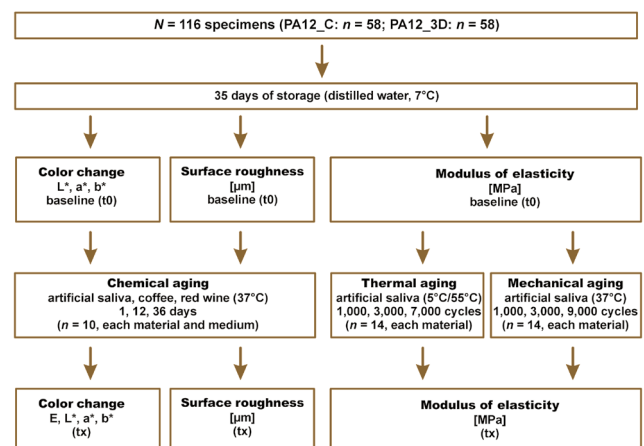 N = 116 specimens (PA12_C: n = 58; PA12_3D: n = 58)
35 days of storage (distilled water, 7°C)
Color change
L*, a*, b*
baseline (t0)
Surface roughness
[µm]
baseline (t0)
Modulus of elasticity
[MPa]
baseline (t0)
Chemical aging
artificial saliva, coffee, red wine (37°C)
1, 12, 36 days
(n = 10, each material and medium)
Thermal aging
artificial saliva (5°C/55°C)
1,000, 3,000, 7,000 cycles
(n = 14, each material)
Mechanical aging
artificial saliva (37°C)
1,000, 3,000, 9,000 cycles
(n = 14, each material)
Color change
E, L*, a*, b*
(tx)
Surface roughness
[µm]
(tx)
Modulus of elasticity
[MPa]
(tx)